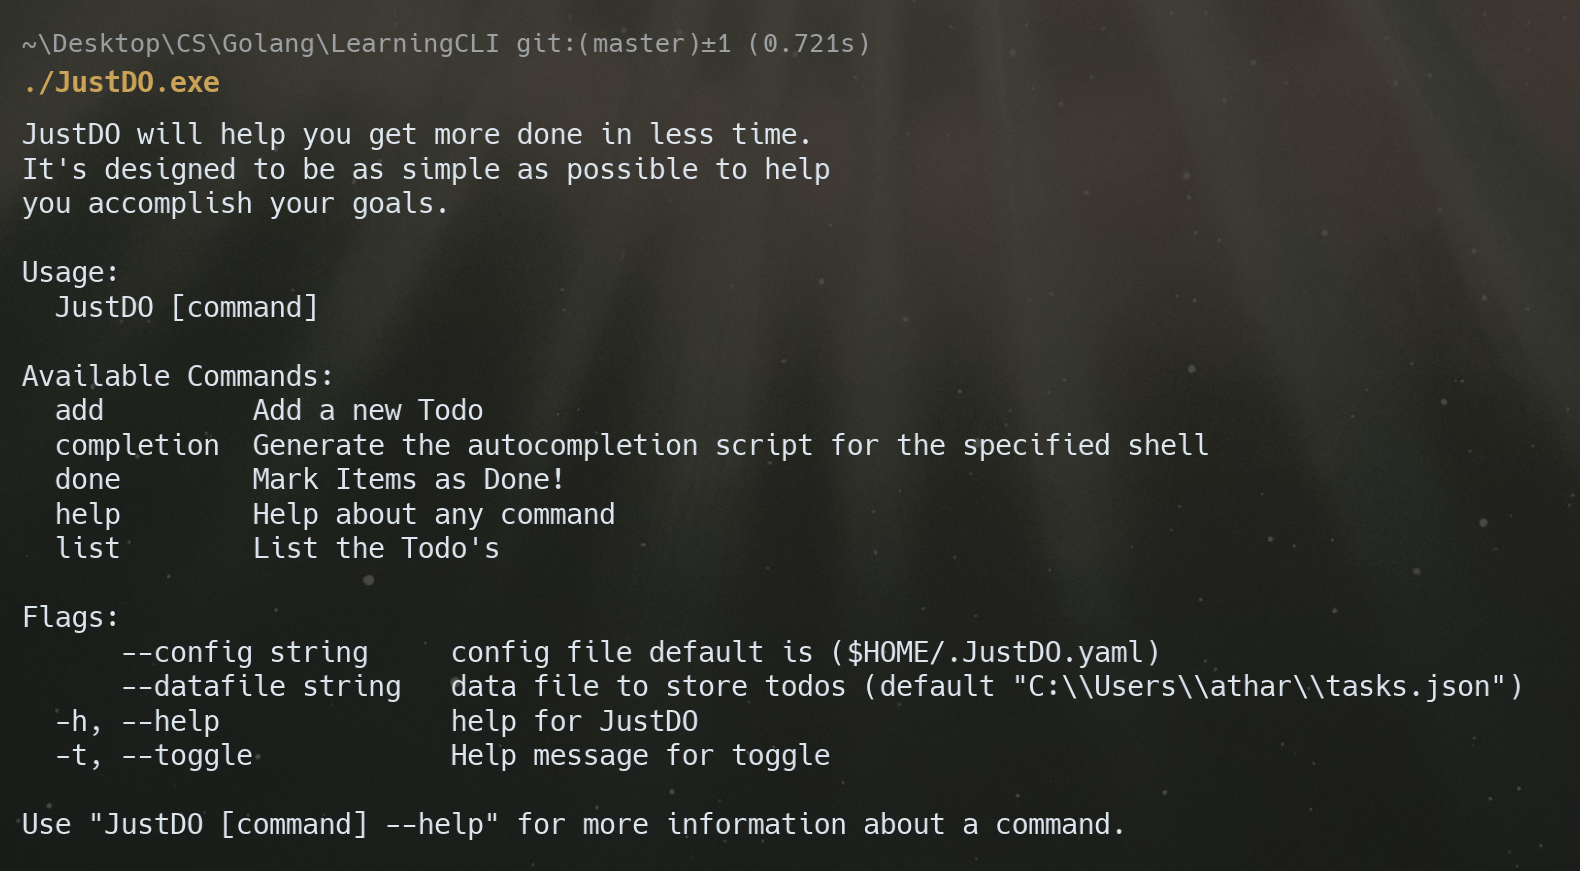 ~\Desktop\CS\Golang\LearningCLI git:(master)±1 (0.721s)
./JustDO.exe
JustDO will help you get more done in less time.
It's designed to be as simple as possible to help
you accomplish your goals.

Usage:
  JustDO [command]

Available Commands:
  add         Add a new Todo
  completion  Generate the autocompletion script for the specified shell
  done        Mark Items as Done!
  help        Help about any command
  list        List the Todo's

Flags:
      --config string     config file default is ($HOME/.JustDO.yaml)
      --datafile string   data file to store todos (default "C:\\Users\\athar\\tasks.json")
  -h, --help              help for JustDO
  -t, --toggle            Help message for toggle

Use "JustDO [command] --help" for more information about a command.